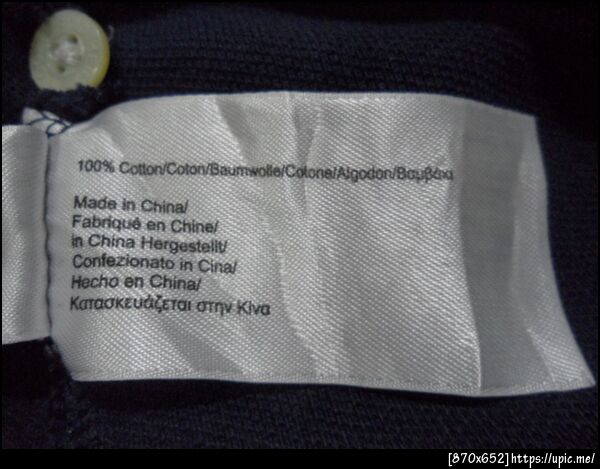 100% Cotton/Coton/Baumwolle/Cotone/Algodon/Βαμβάκι
Made in China/
Fabriqué en Chine/
in China Hergestellt/
Confezionato in Cina/
Hecho en China/
Κατασκευάζεται στην Κίνα
[870x652]https://upic.me/